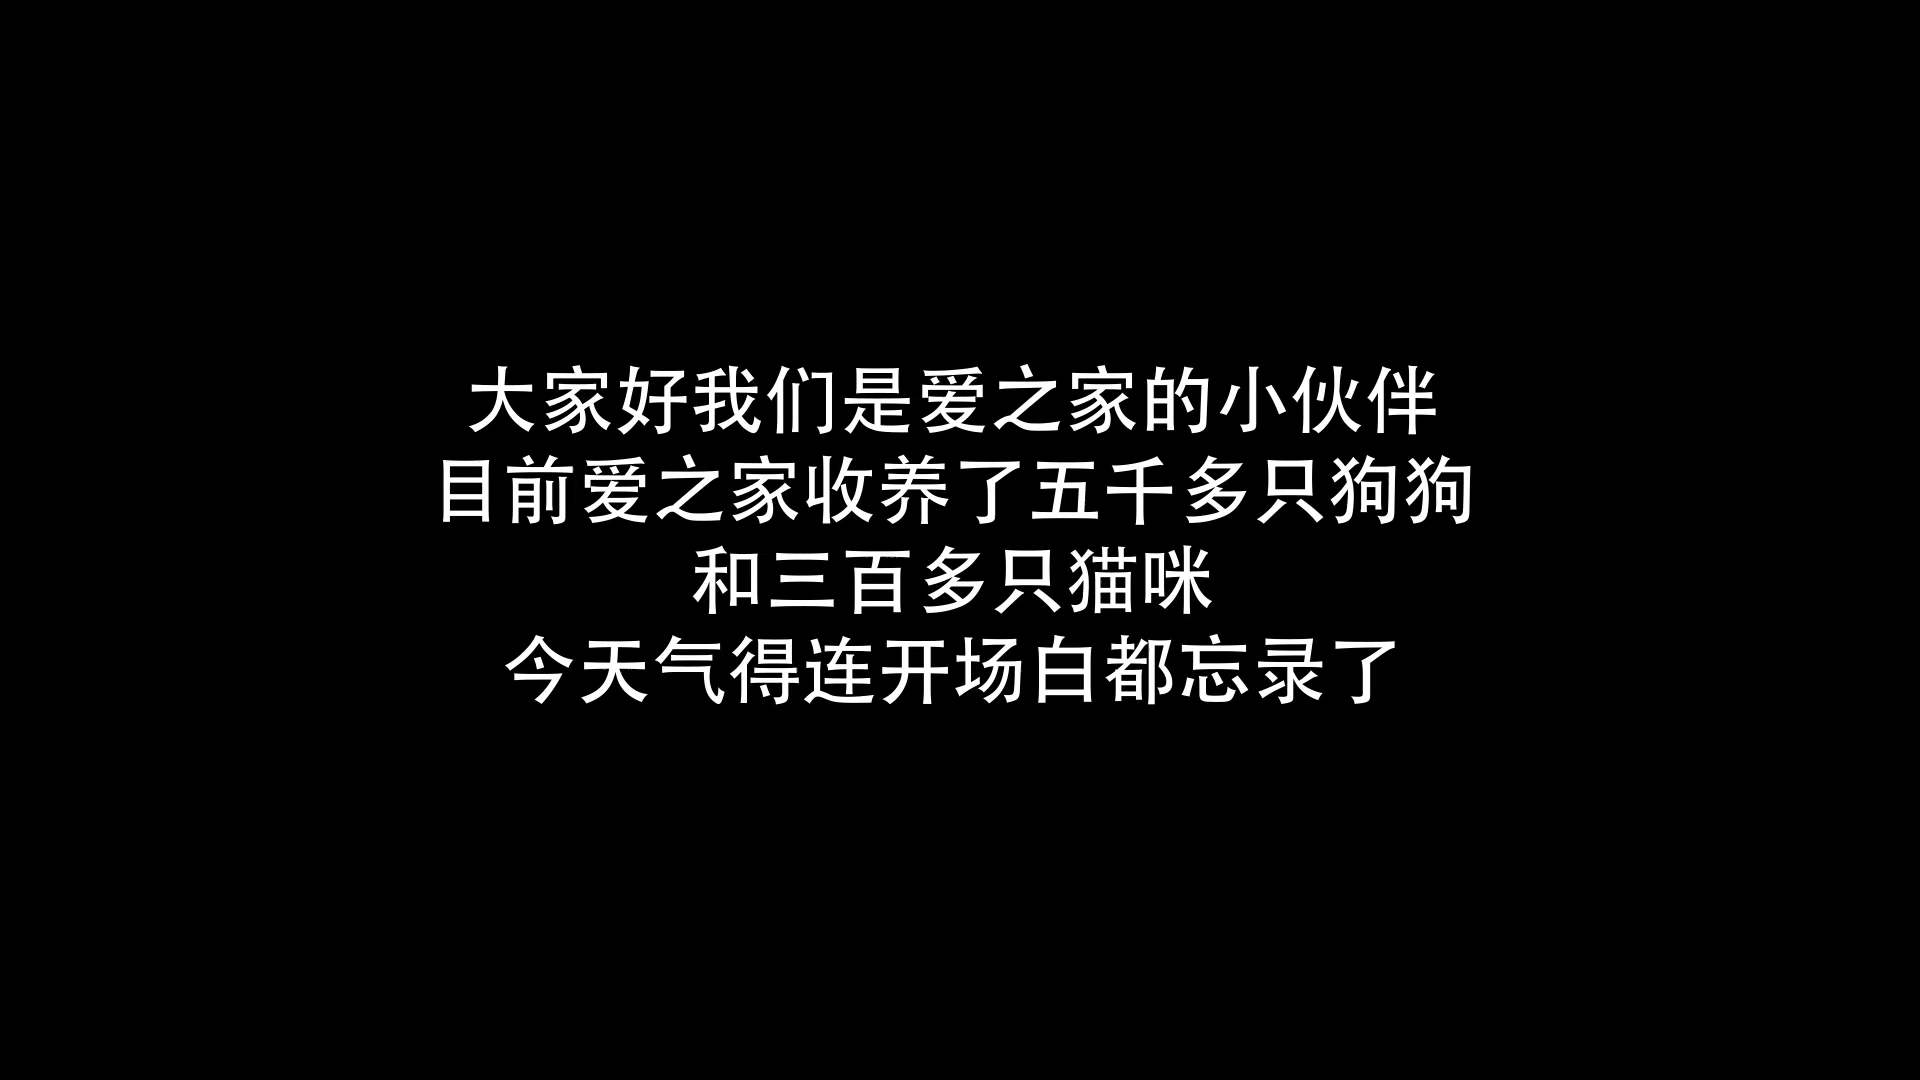 大家好我们是爱之家的小伙伴
目前爱之家收养了五千多只狗狗
和三百多只猫咪
今天气得连开场白都忘录了